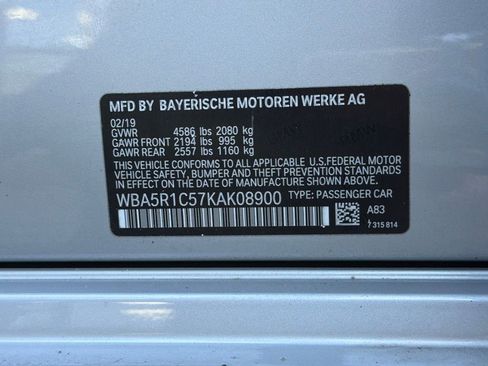 MFD BY BAYERISCHE MOTOREN WERKE AG
02/19
GVWR 4586 lbs 2080 kg
GAWR FRONT 2194 lbs 995 kg
GAWR REAR 2557 lbs 1160 kg
THIS VEHICLE CONFORMS TO ALL APPLICABLE U.S.FEDERAL MOTOR
VEHICLE SAFETY, BUMPER AND THEFT PREVENTION STANDARDS
IN EFFECT ON THE DATE OF MANUFACTURE SHOWN ABOVE.
WBA5R1C57KAK08900 TYPE: PASSENGER CAR
A83
7 315 814